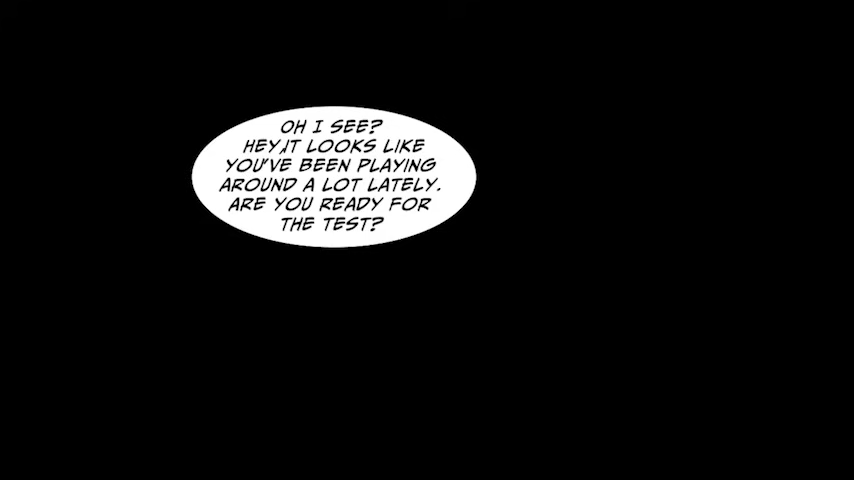 OH I SEE?
HEY,IT LOOKS LIKE
YOU'VE BEEN PLAYING
AROUND A LOT LATELY.
ARE YOU READY FOR
THE TEST?